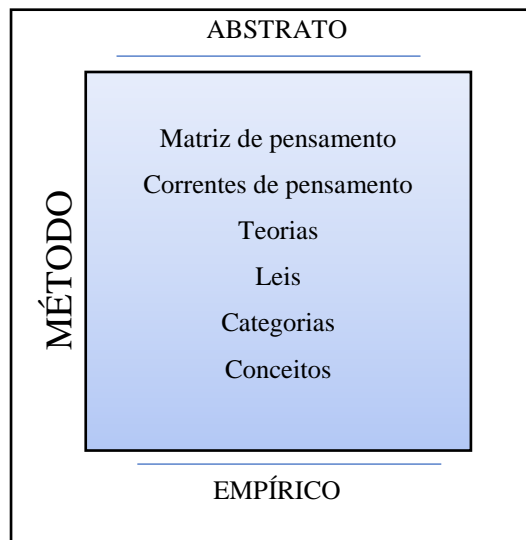 ABSTRATO
MÉTODO
Matriz de pensamento
Correntes de pensamento
Teorias
Leis
Categorias
Conceitos
EMPÍRICO